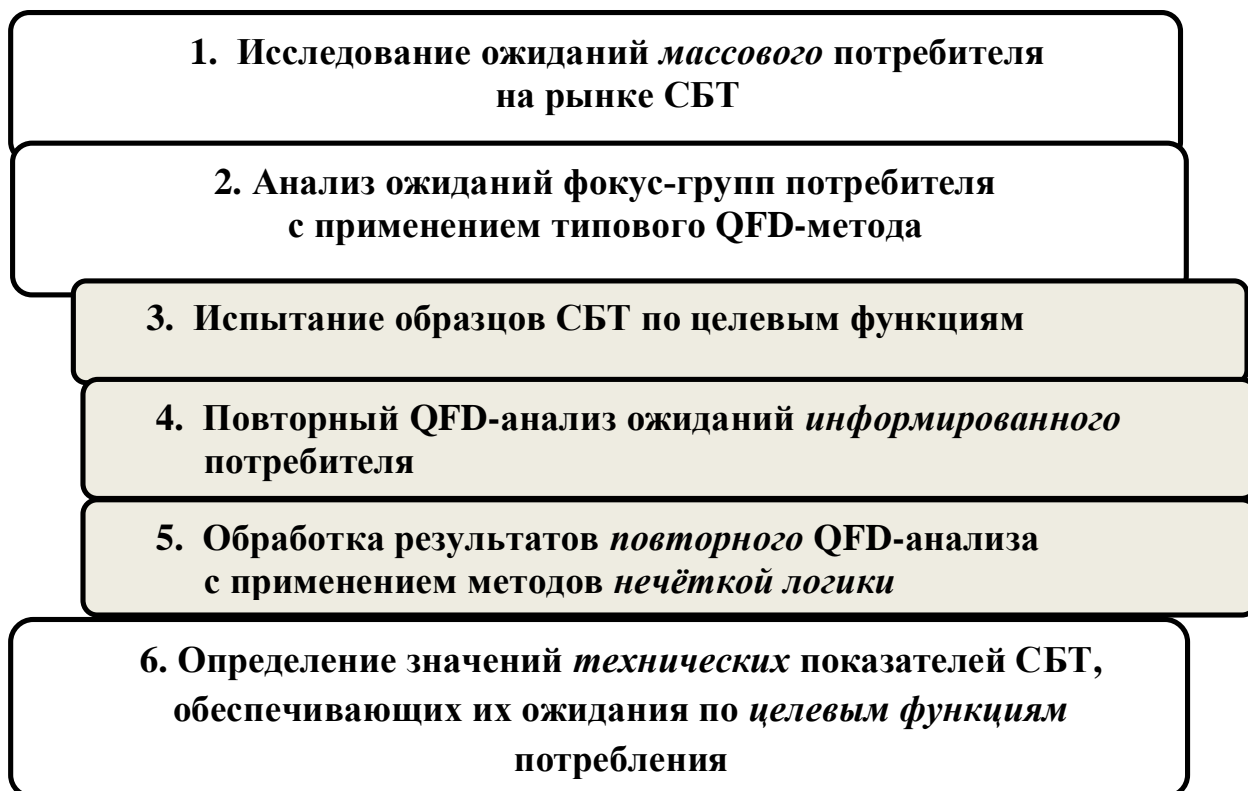 1. Исследование ожиданий массового потребителя
на рынке СБТ
2. Анализ ожиданий фокус-групп потребителя
с применением типового QFD-метода
3. Испытание образцов СБТ по целевым функциям
4. Повторный QFD-анализ ожиданий информированного
потребителя
5. Обработка результатов повторного QFD-анализа
с применением методов нечёткой логики
6. Определение значений технических показателей СБТ,
обеспечивающих их ожидания по целевым функциям
потребления